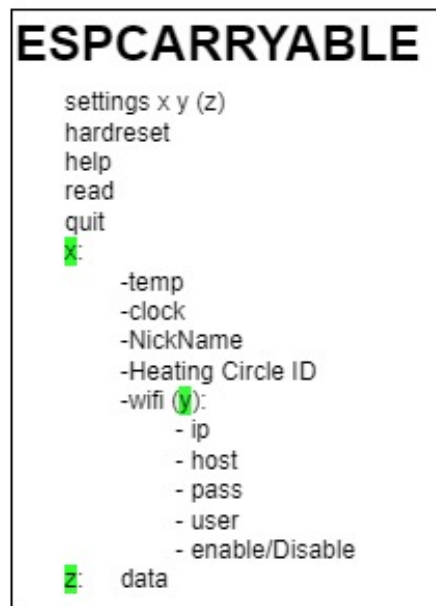 ESPCARRYABLE
settings x y (z)
hardreset
help
read
quit
x:
-temp
-clock
-NickName
-Heating Circle ID
-wifi (y):
- ip
- host
- pass
- user
- enable/Disable
z: data